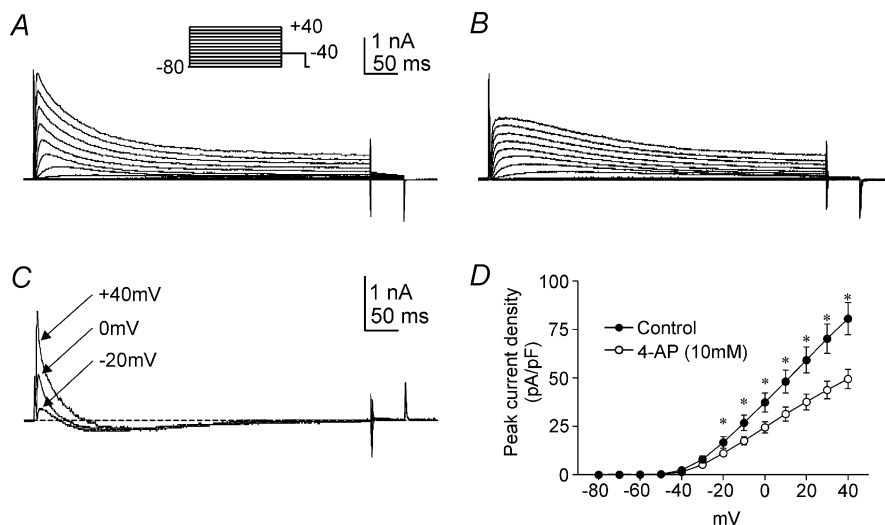 A
+40
-40
-80
1 nA
50 ms
B
C
+40mV
0mV
-20mV
1 nA
50 ms
D
100
75
50
25
0
Peak current density
(pA/pF)
Control
4-AP (10mM)
* * * * * * *
-80 -60 -40 -20 0 20 40
mV